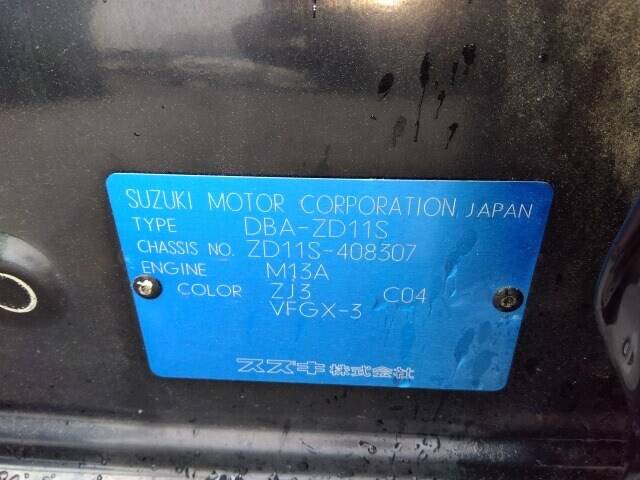 SUZUKI MOTOR CORPORATION JAPAN
TYPE DBA-ZD11S
CHASSIS NO. ZD11S-408307
ENGINE M13A
COLOR ZJ3 C04
VFGX-3
スズキ株式会社